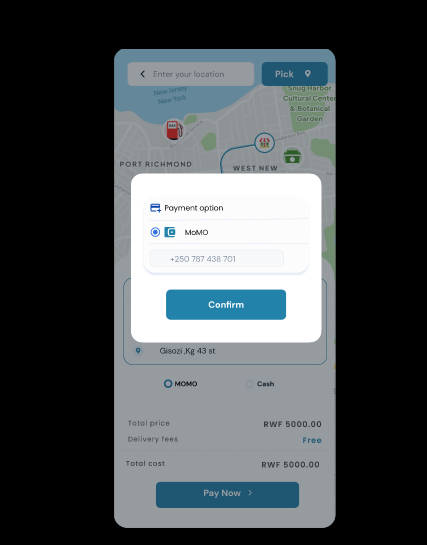 Enter your location
Pick
New Jersey
New York
Snug Harbor
Cultural Center
& Botanical
Garden
PORT RICHMOND
WEST NEW
Payment option
MoMO
+250 787 438 701
Confirm
Gisozi ,Kg 43 st
MOMO
Cash
Total price
RWF 5000.00
Delivery fees
Free
Total cost
RWF 5000.00
Pay Now